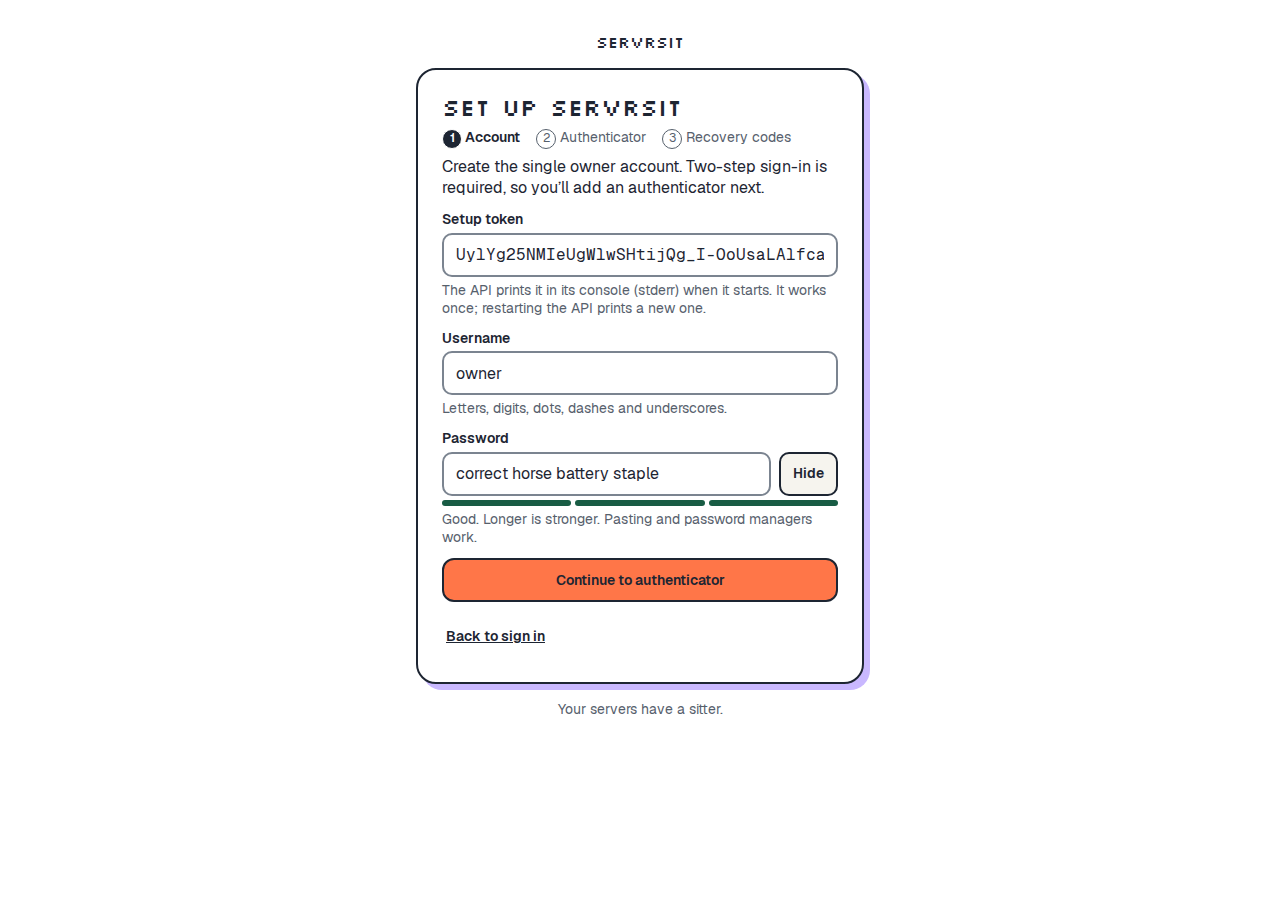 SERVRSIT
SET UP SERVRSIT
1 Account 2 Authenticator 3 Recovery codes
Create the single owner account. Two-step sign-in is
required, so you'll add an authenticator next.
Setup token
UylYg25NMIeUgWlwSHtijQg_I-OoUsaLAlfca
The API prints it in its console (stderr) when it starts. It works
once; restarting the API prints a new one.
Username
owner
Letters, digits, dots, dashes and underscores.
Password
correct horse battery staple
Hide
Good. Longer is stronger. Pasting and password managers
work.
Continue to authenticator
Back to sign in
Your servers have a sitter.